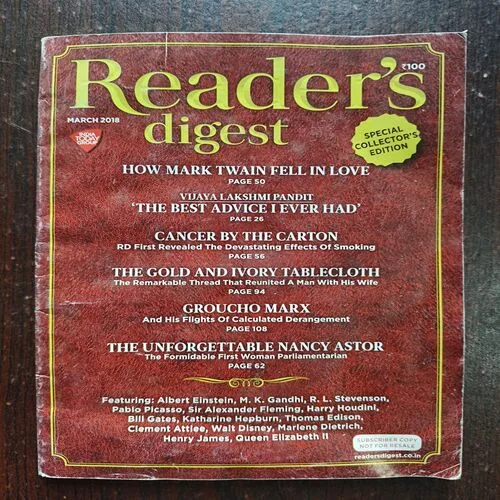 Reader's
₹100
digest
MARCH 2018
INDIA
TODAY
GROUP
SPECIAL
COLLECTOR'S
EDITION
HOW MARK TWAIN FELL IN LOVE
PAGE 50
VIJAYA LAKSHMI PANDIT
'THE BEST ADVICE I EVER HAD'
PAGE 26
CANCER BY THE CARTON
RD First Revealed The Devastating Effects Of Smoking
PAGE 56
THE GOLD AND IVORY TABLECLOTH
The Remarkable Thread That Reunited A Man With His Wife
PAGE 94
GROUCHO MARX
And His Flights Of Calculated Derangement
PAGE 108
THE UNFORGETTABLE NANCY ASTOR
The Formidable First Woman Parliamentarian
PAGE 62
Featuring: Albert Einstein, M. K. Gandhi, R. L. Stevenson,
Pablo Picasso, Sir Alexander Fleming, Harry Houdini,
Bill Gates, Katharine Hepburn, Thomas Edison,
Clement Attlee, Walt Disney, Marlene Dietrich,
Henry James, Queen Elizabeth II
SUBSCRIBER COPY
NOT FOR RESALE
readersdigest.co.in